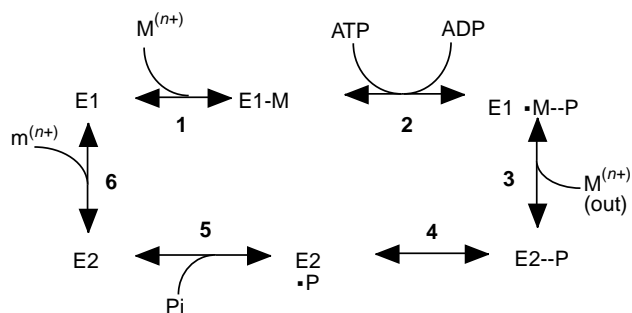 M(n+)
ATP ADP
E1 E1-M E1 ▪M--P
1 2
m(n+)
6 3 M(n+)
(out)
5 4
E2 E2 E2--P
▪P
Pi